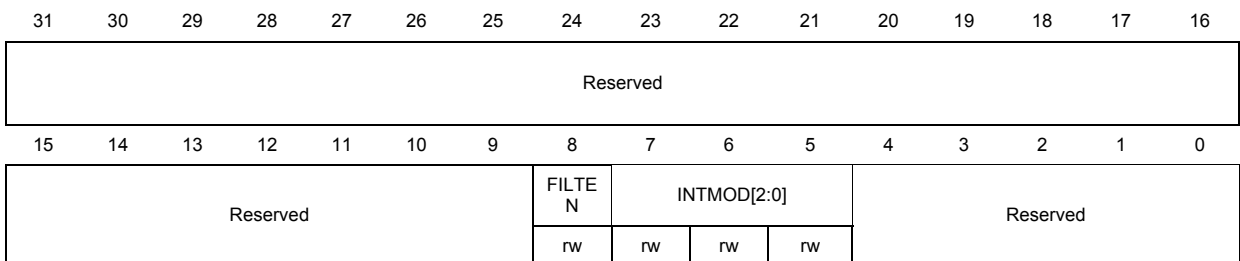 31 30 29 28 27 26 25 24 23 22 21 20 19 18 17 16
Reserved
15 14 13 12 11 10 9 8 7 6 5 4 3 2 1 0
Reserved FILTE
N INTMOD[2:0] Reserved
rw rw rw rw